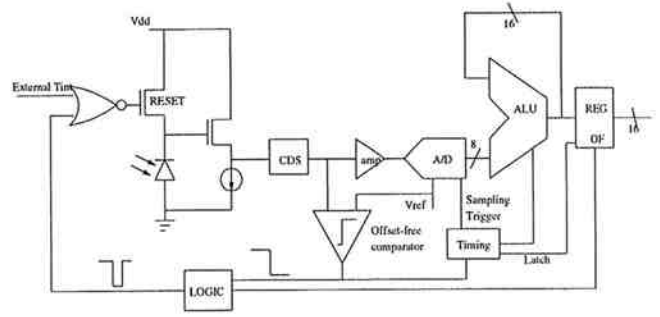 Vdd
16
External Tim
RESET
ALU
REG
OF
16
CDS
amp
A/D
8
Vref
Sampling
Trigger
Offset-free
comparator
Timing
Latch
LOGIC